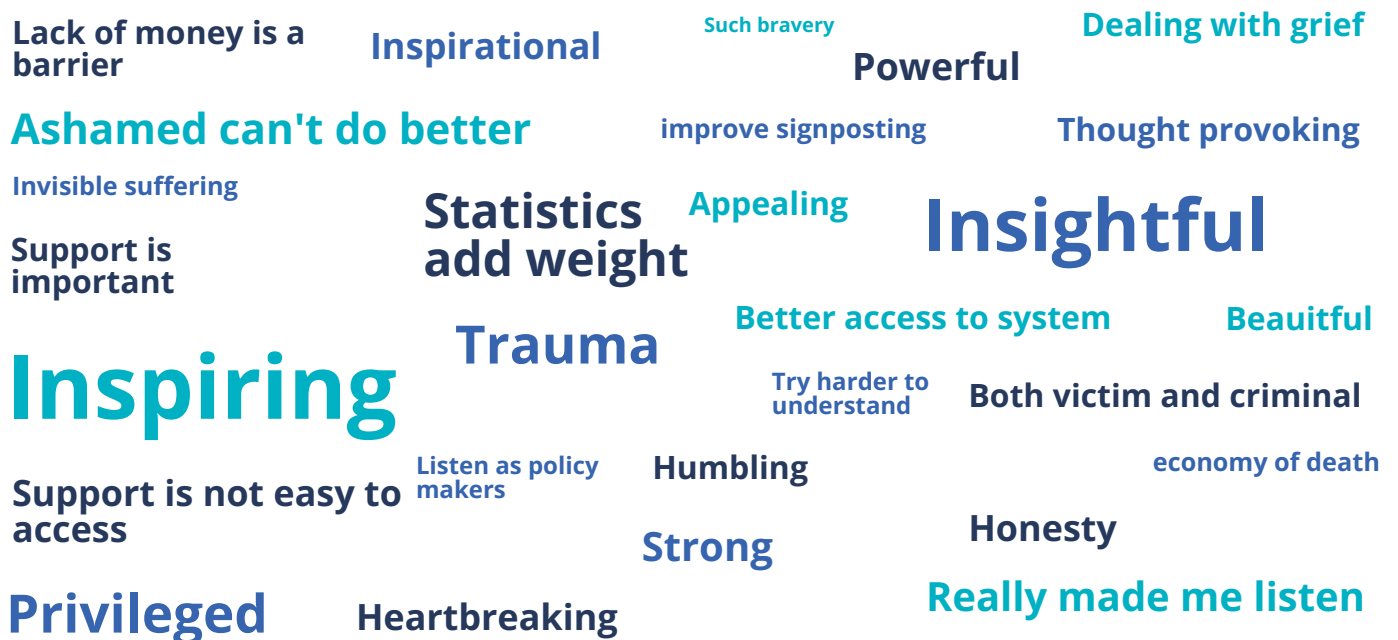 Lack of money is a
barrier
Inspirational
Such bravery
Powerful
Dealing with grief
Ashamed can't do better
improve signposting
Thought provoking
Invisible suffering
Statistics
add weight
Appealing
Insightful
Support is
important
Better access to system
Beauitful
Trauma
Inspiring
Try harder to
understand
Both victim and criminal
Listen as policy
makers
Humbling
economy of death
Support is not easy to
access
Strong
Honesty
Privileged
Heartbreaking
Really made me listen